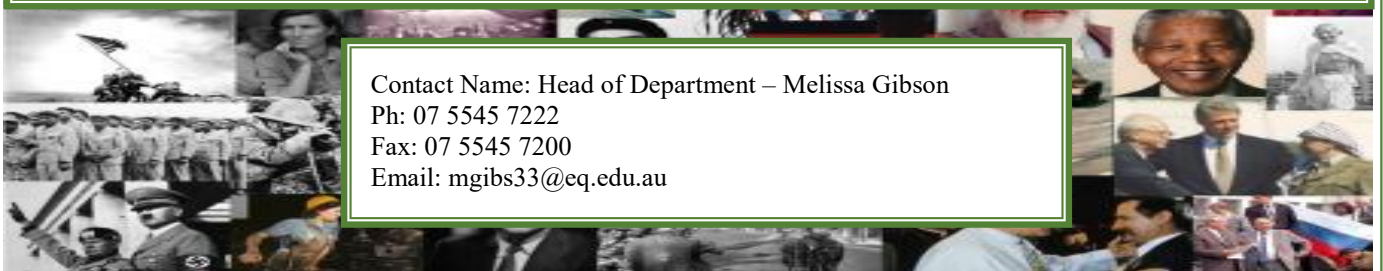 Contact Name: Head of Department – Melissa Gibson
Ph: 07 5545 7222
Fax: 07 5545 7200
Email: mgibs33@eq.edu.au